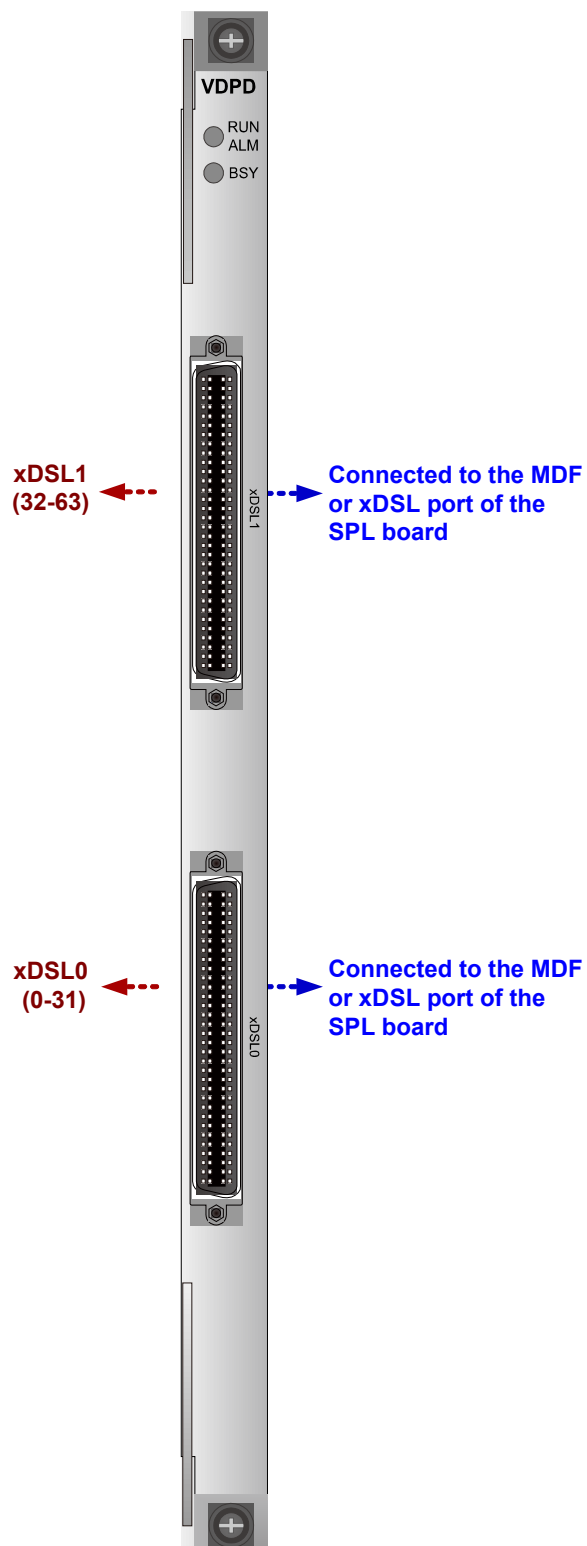 VDPD
RUN
ALM
BSY
xDSL1
(32-63)
xDSL1
Connected to the MDF
or xDSL port of the
SPL board
xDSL0
(0-31)
xDSL0
Connected to the MDF
or xDSL port of the
SPL board